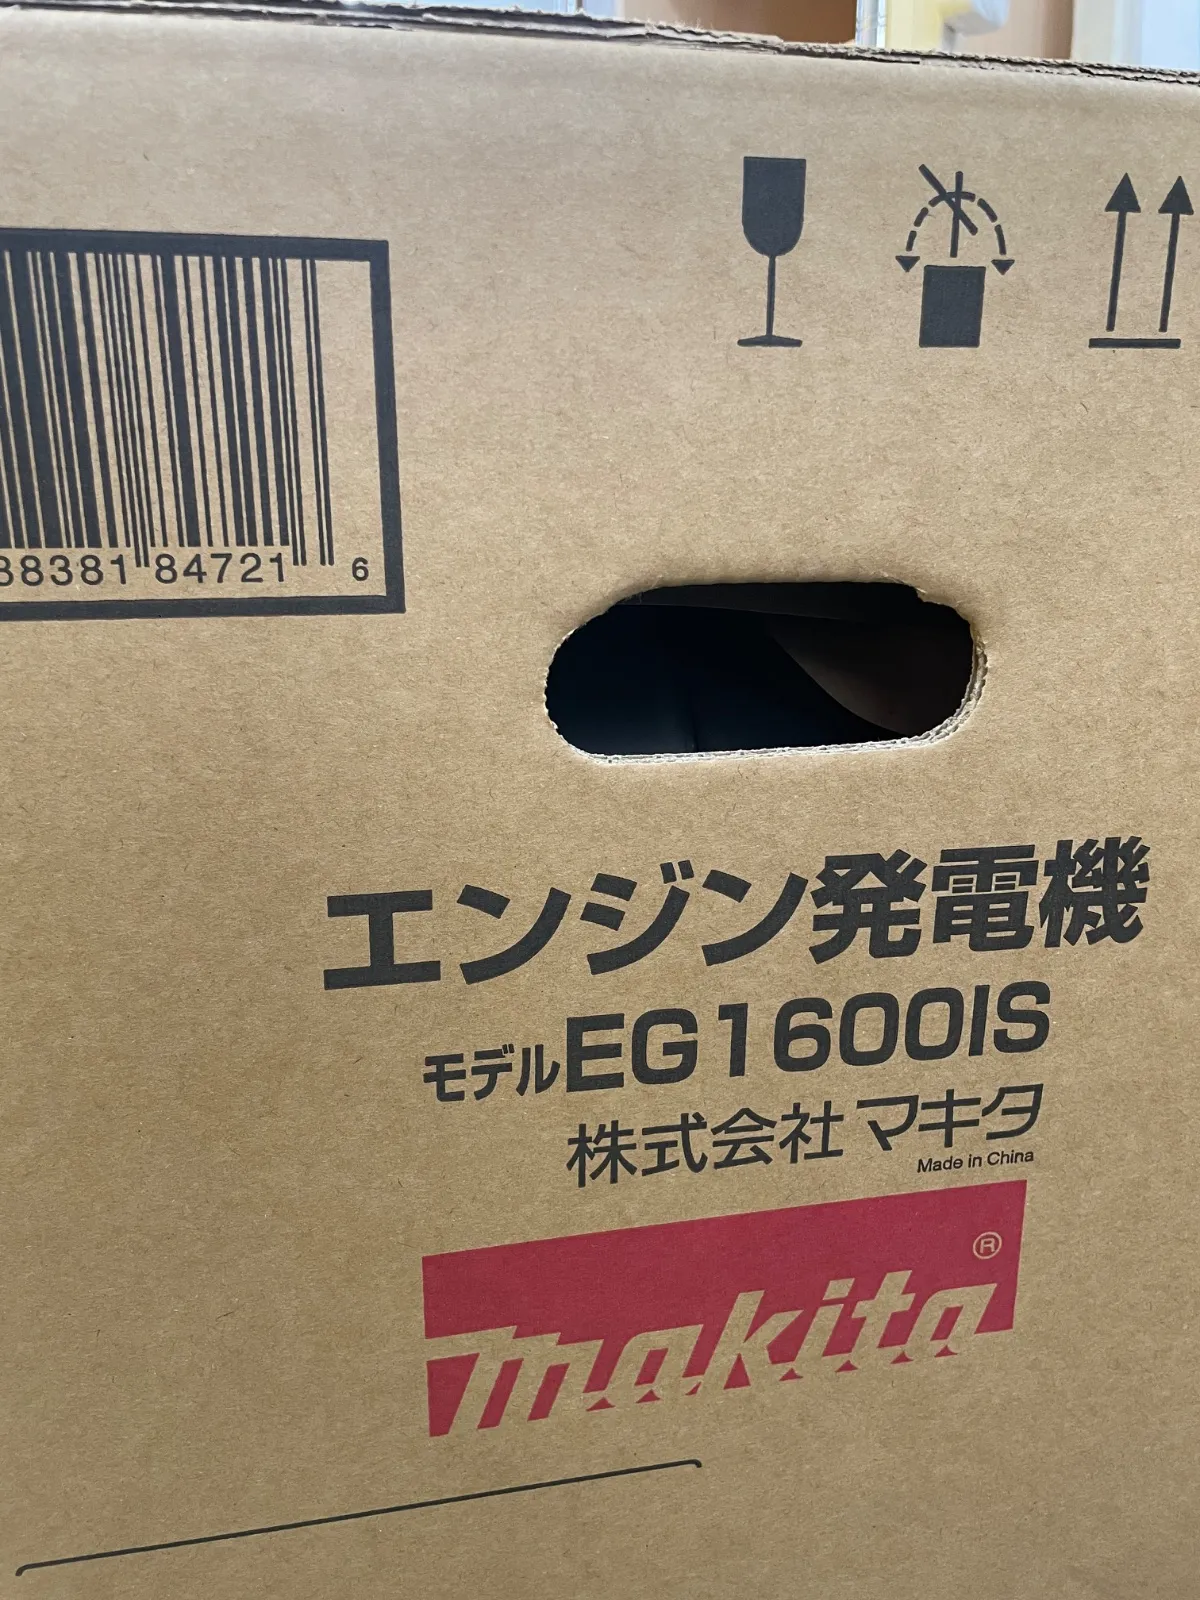 88381 84721 6
エンジン発電機
モデルEG1600IS
株式会社マキタ
Made in China
makita®